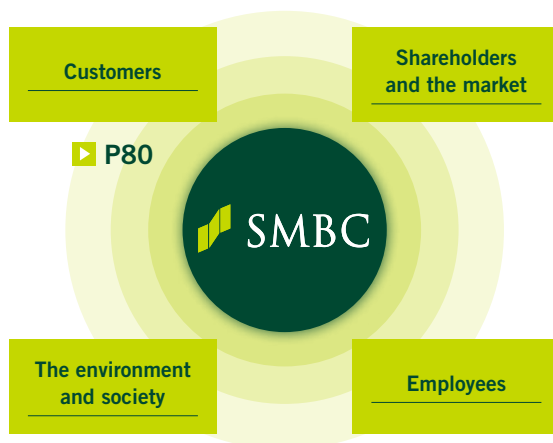 Customers
Shareholders
and the market
P80
SMBC
The environment
and society
Employees